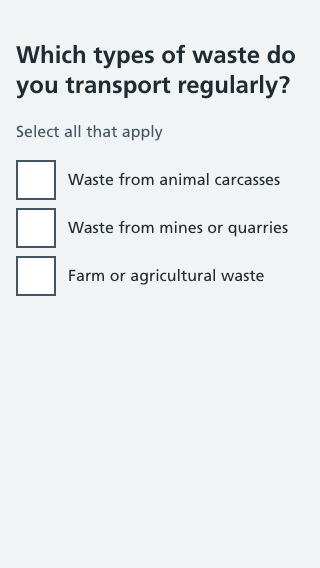 Which types of waste do
you transport regularly?
Select all that apply
Waste from animal carcasses
Waste from mines or quarries
Farm or agricultural waste